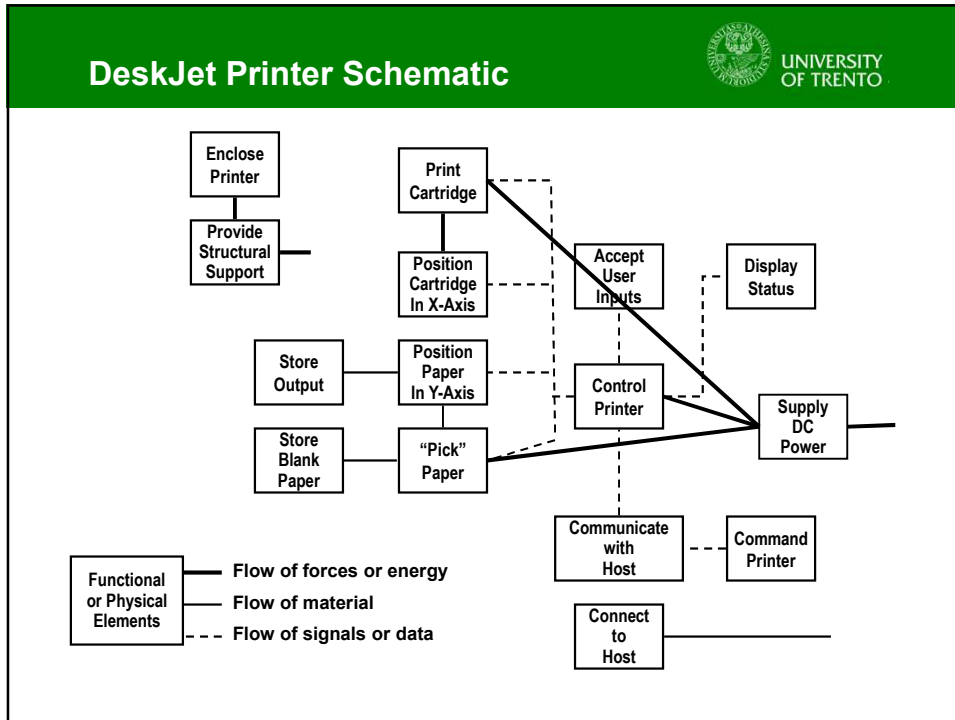 DeskJet Printer Schematic
UNIVERSITY
OF TRENTO
Enclose
Printer
Provide
Structural
Support
Print
Cartridge
Position
Cartridge
In X-Axis
Accept
User
Inputs
Display
Status
Store
Output
Position
Paper
In Y-Axis
Control
Printer
Supply
DC
Power
Store
Blank
Paper
“Pick”
Paper
Communicate
with
Host
Command
Printer
Connect
to
Host
Functional
or Physical
Elements
Flow of forces or energy
Flow of material
Flow of signals or data